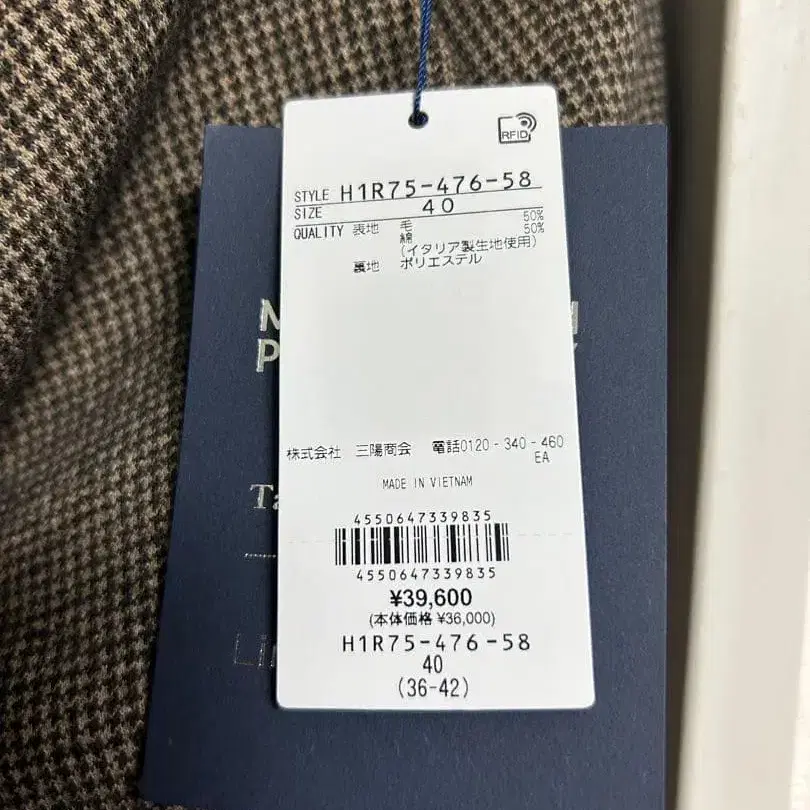 RFID
STYLE H1R75-476-58
SIZE 40
QUALITY 表地 毛 50%
綿 50%
(イタリア製生地使用)
裏地 ポリエステル
株式会社 三陽商会 電話0120-340-460
EA
MADE IN VIETNAM
4550647339835
4550647339835
¥39,600
(本体価格 ¥36,000)
H1R75-476-58
40
(36-42)